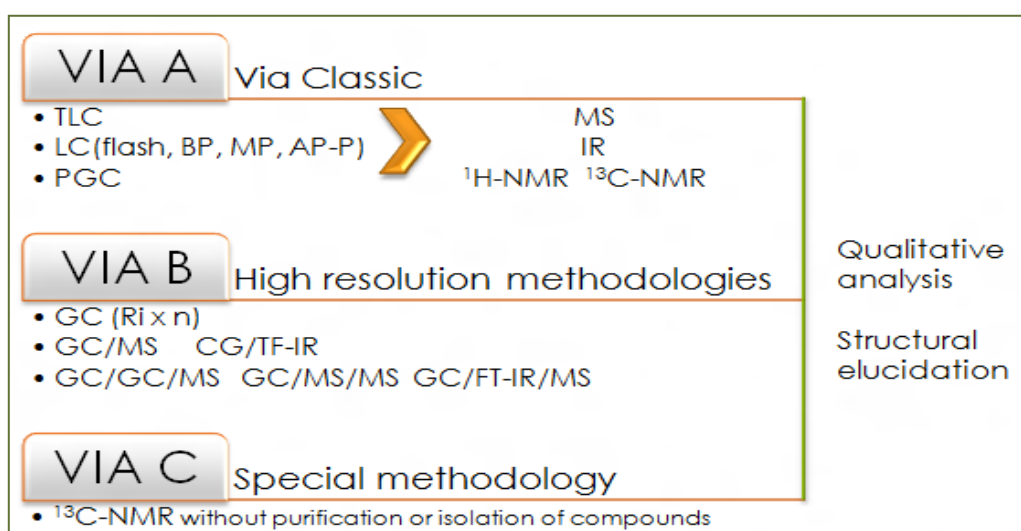 VIA A Via Classic
• TLC MS
• LC(flash, BP, MP, AP-P) IR
• PGC ¹H-NMR ¹³C-NMR
VIA B High resolution methodologies
• GC (Ri x n)
• GC/MS CG/TF-IR
• GC/GC/MS GC/MS/MS GC/FT-IR/MS
VIA C Special methodology
• ¹³C-NMR without purification or isolation of compounds
Qualitative
analysis
Structural
elucidation